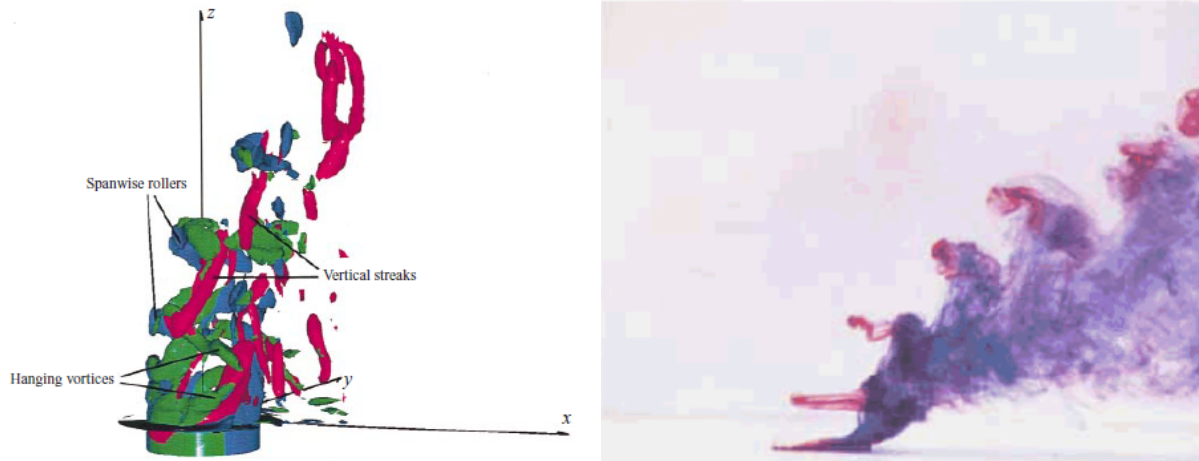 z
Spanwise rollers
Vertical streaks
Hanging vortices
y
x